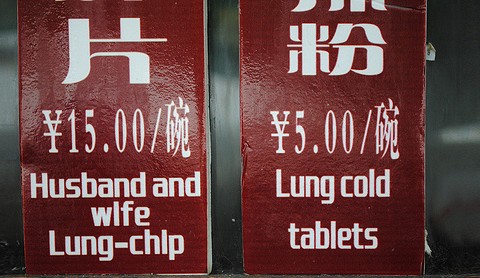 片
¥15.00/碗
Husband and
wife
Lung-chip
粉
¥5.00/碗
Lung cold
tablets